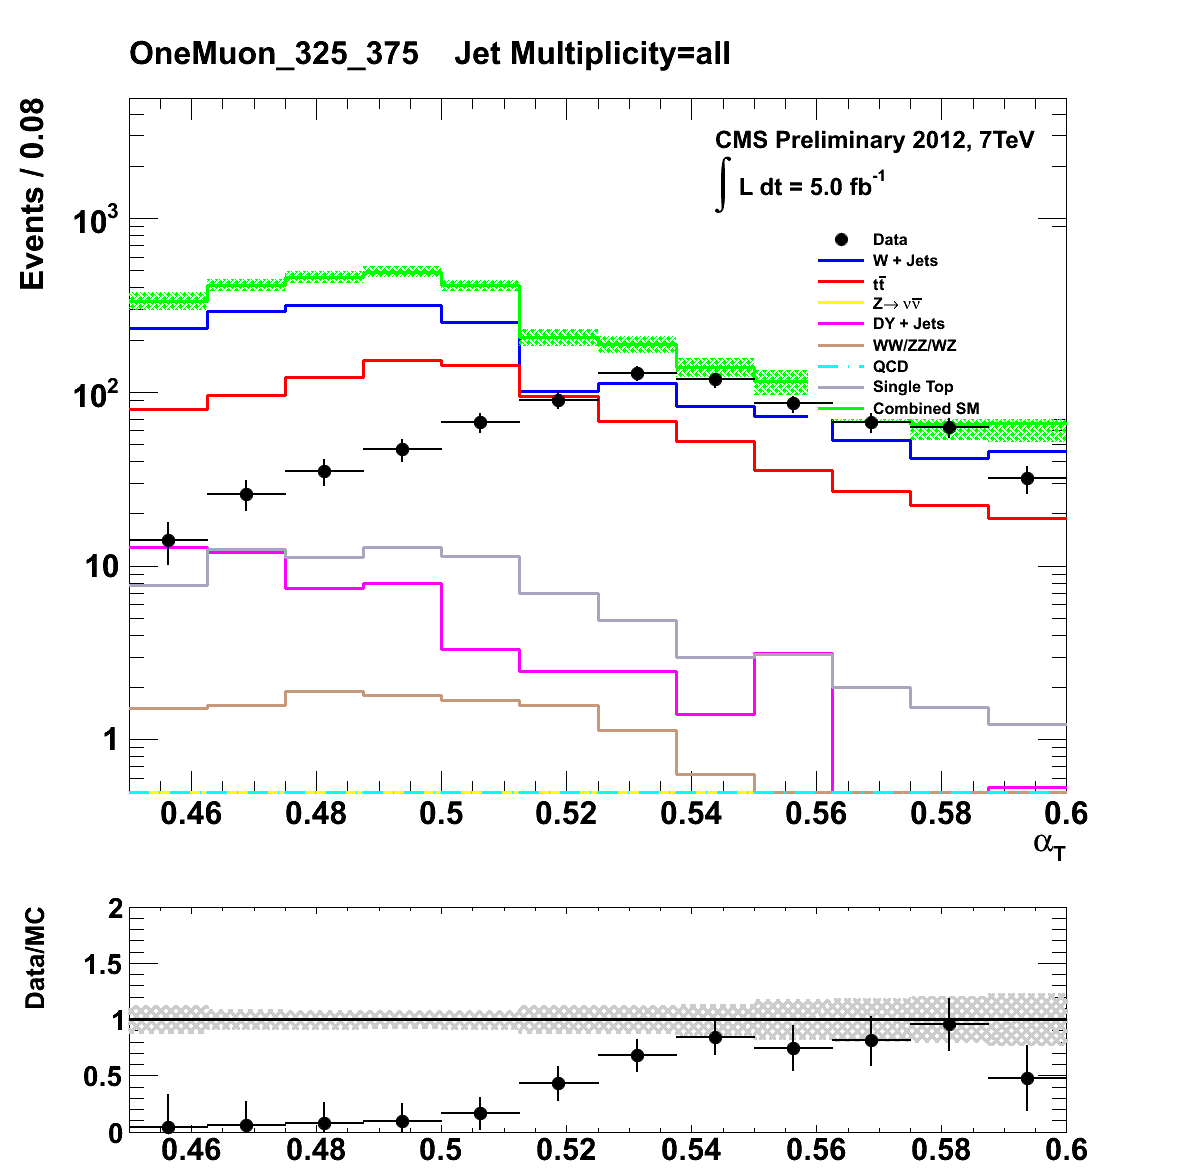 OneMuon_325_375 Jet Multiplicity=all
Events / 0.08
CMS Preliminary 2012, 7TeV
∫ L dt = 5.0 fb⁻¹
Data
W + Jets
tt̅
Z→ νν̅
DY + Jets
WW/ZZ/WZ
QCD
Single Top
Combined SM
10³
10²
10
1
0.46 0.48 0.5 0.52 0.54 0.56 0.58 0.6
α_T
Data/MC
2
1.5
1
0.5
0
0.46 0.48 0.5 0.52 0.54 0.56 0.58 0.6